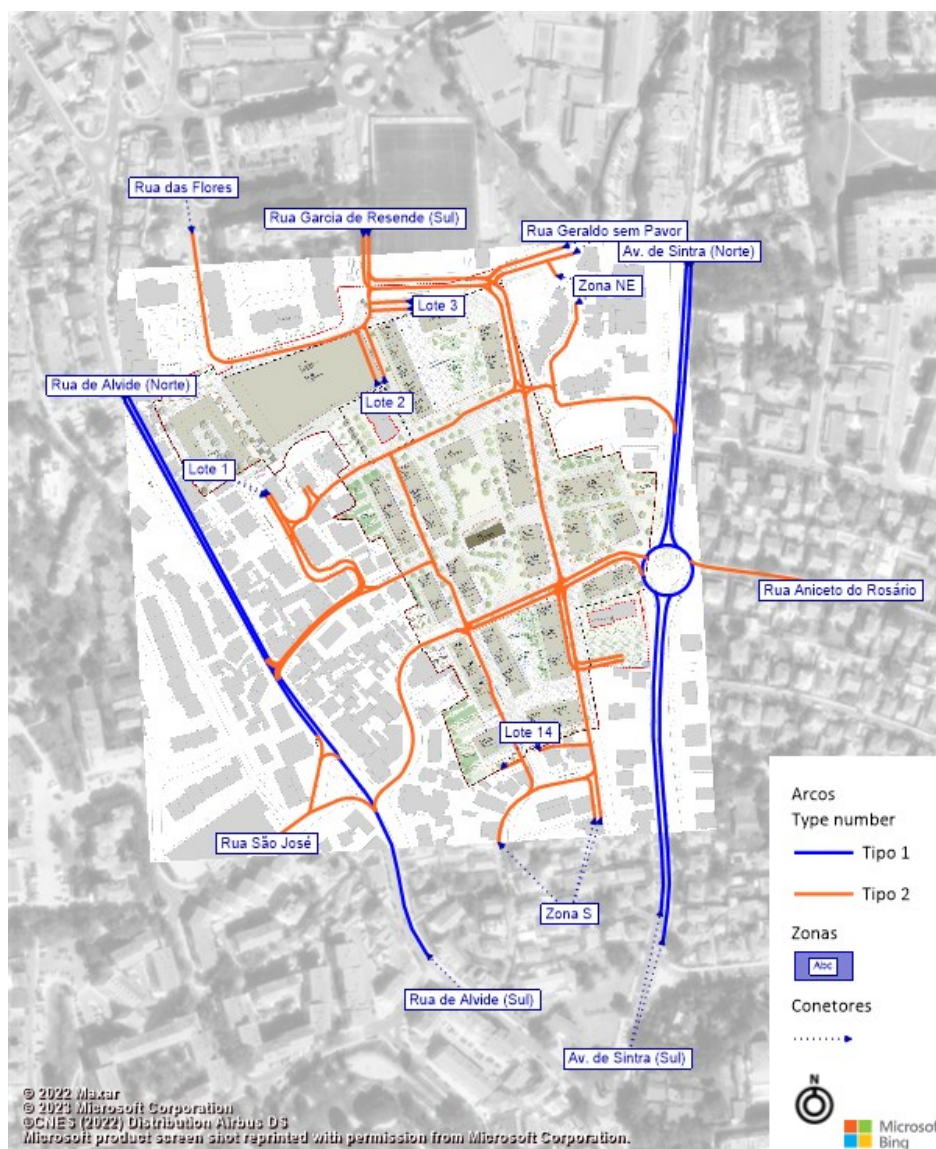 Rua das Flores
Rua Garcia de Resende (Sul)
Rua Geraldo sem Pavor
Av. de Sintra (Norte)
Zona NE
Lote 3
Rua de Alvide (Norte)
Lote 2
Lote 1
Rua Aniceto do Rosário
Lote 14
Rua São José
Zona S
Rua de Alvide (Sul)
Av. de Sintra (Sul)
Arcos
Type number
Tipo 1
Tipo 2
Zonas
Abc
Conetores
N
Microsoft
Bing
© 2022 Maxar
© 2023 Microsoft Corporation
©CNES (2022) Distribution Airbus DS
Microsoft product screen shot reprinted with permission from Microsoft Corporation.